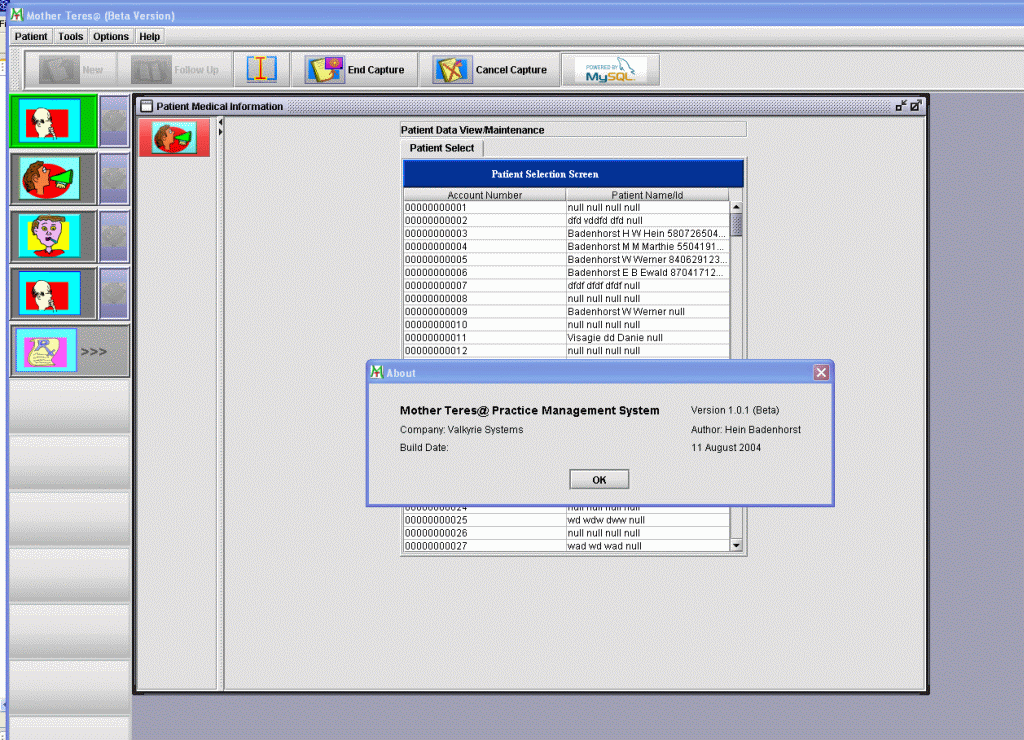 Mother Teres@ (Beta Version)
Patient Tools Options Help
New Follow Up End Capture Cancel Capture POWERED BY MySQL
Patient Medical Information
Patient Data View/Maintenance
Patient Select
Patient Selection Screen
Account Number Patient Name/Id
00000000001 null null null null
00000000002 dfd vddfd dfd null
00000000003 Badenhorst H W Hein 580726504...
00000000004 Badenhorst M M Marthie 5504191...
00000000005 Badenhorst W Werner 840629123...
00000000006 Badenhorst E B Ewald 87041712...
00000000007 dfdf dfdf dfdf null
00000000008 null null null null
00000000009 Badenhorst W Werner null
00000000010 null null null null
00000000011 Visagie dd Danie null
00000000012 null null null null
>>>
About
Mother Teres@ Practice Management System Version 1.0.1 (Beta)
Company: Valkyrie Systems Author: Hein Badenhorst
Build Date: 11 August 2004
OK
00000000024 null null null null
00000000025 wd wdw dww null
00000000026 null null null null
00000000027 wad wd wad null